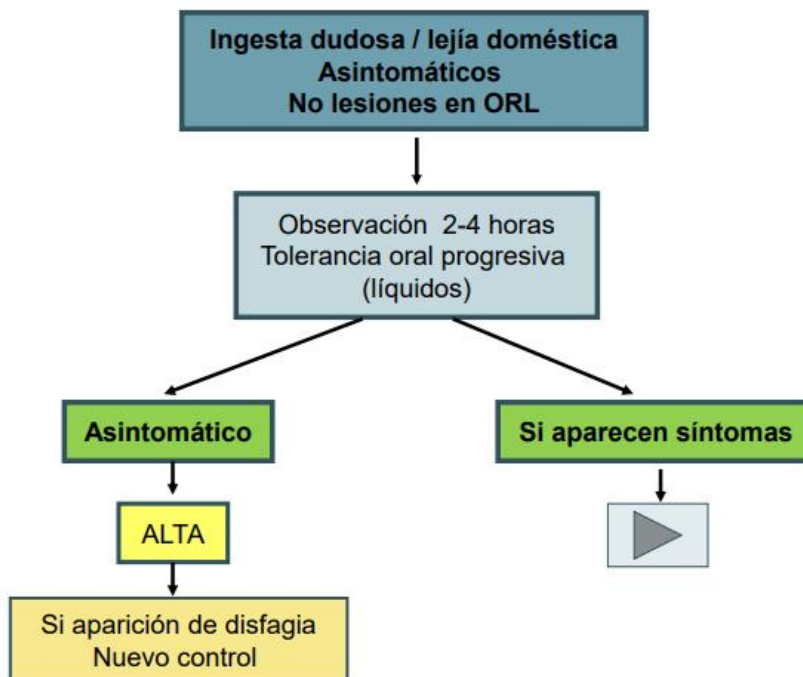 Ingesta dudosa / lejía doméstica
Asintomáticos
No lesiones en ORL
Observación 2-4 horas
Tolerancia oral progresiva
(líquidos)
Asintomático
Si aparecen síntomas
ALTA
Si aparición de disfagia
Nuevo control